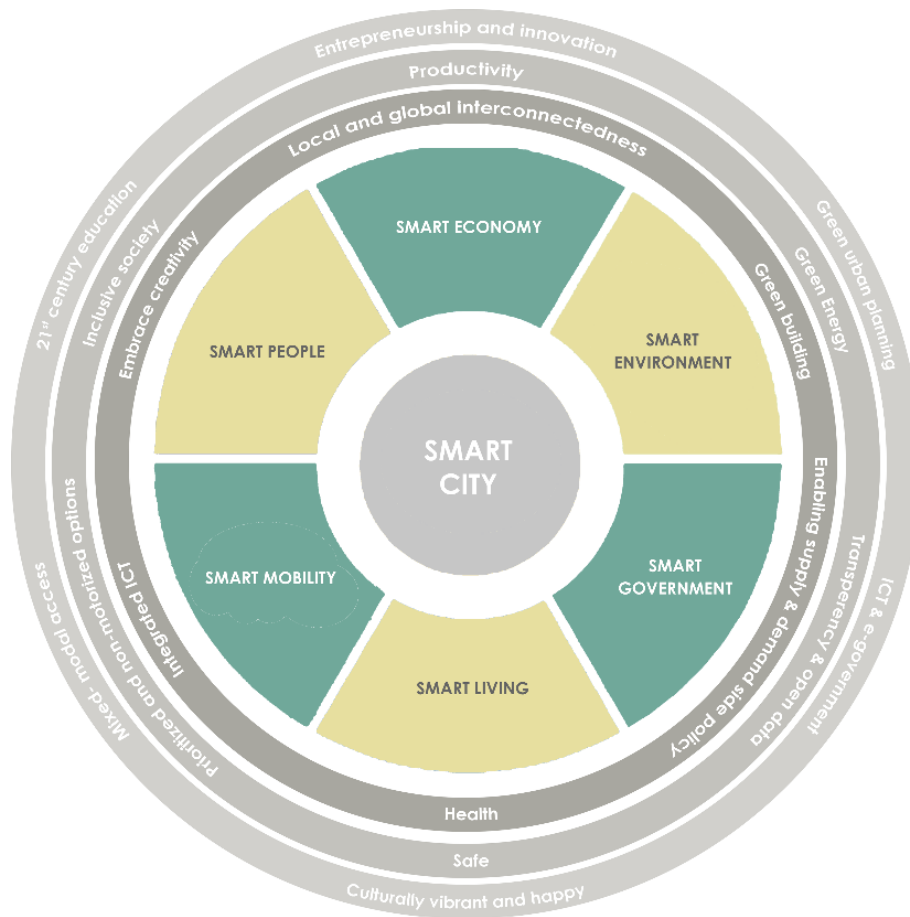 Entrepreneurship and innovation
Productivity
Local and global interconnectedness
SMART ECONOMY
21st century education
Inclusive society
Embrace creativity
SMART PEOPLE
Green urban planning
Green Energy
Green building
SMART
ENVIRONMENT
SMART
CITY
Mixed- modal access
Prioritized and non-motorized options
Integrated ICT
SMART MOBILITY
SMART
GOVERNMENT
Enabling supply & demand side policy
Transperency & open data
ICT & e-government
SMART LIVING
Health
Safe
Culturally vibrant and happy